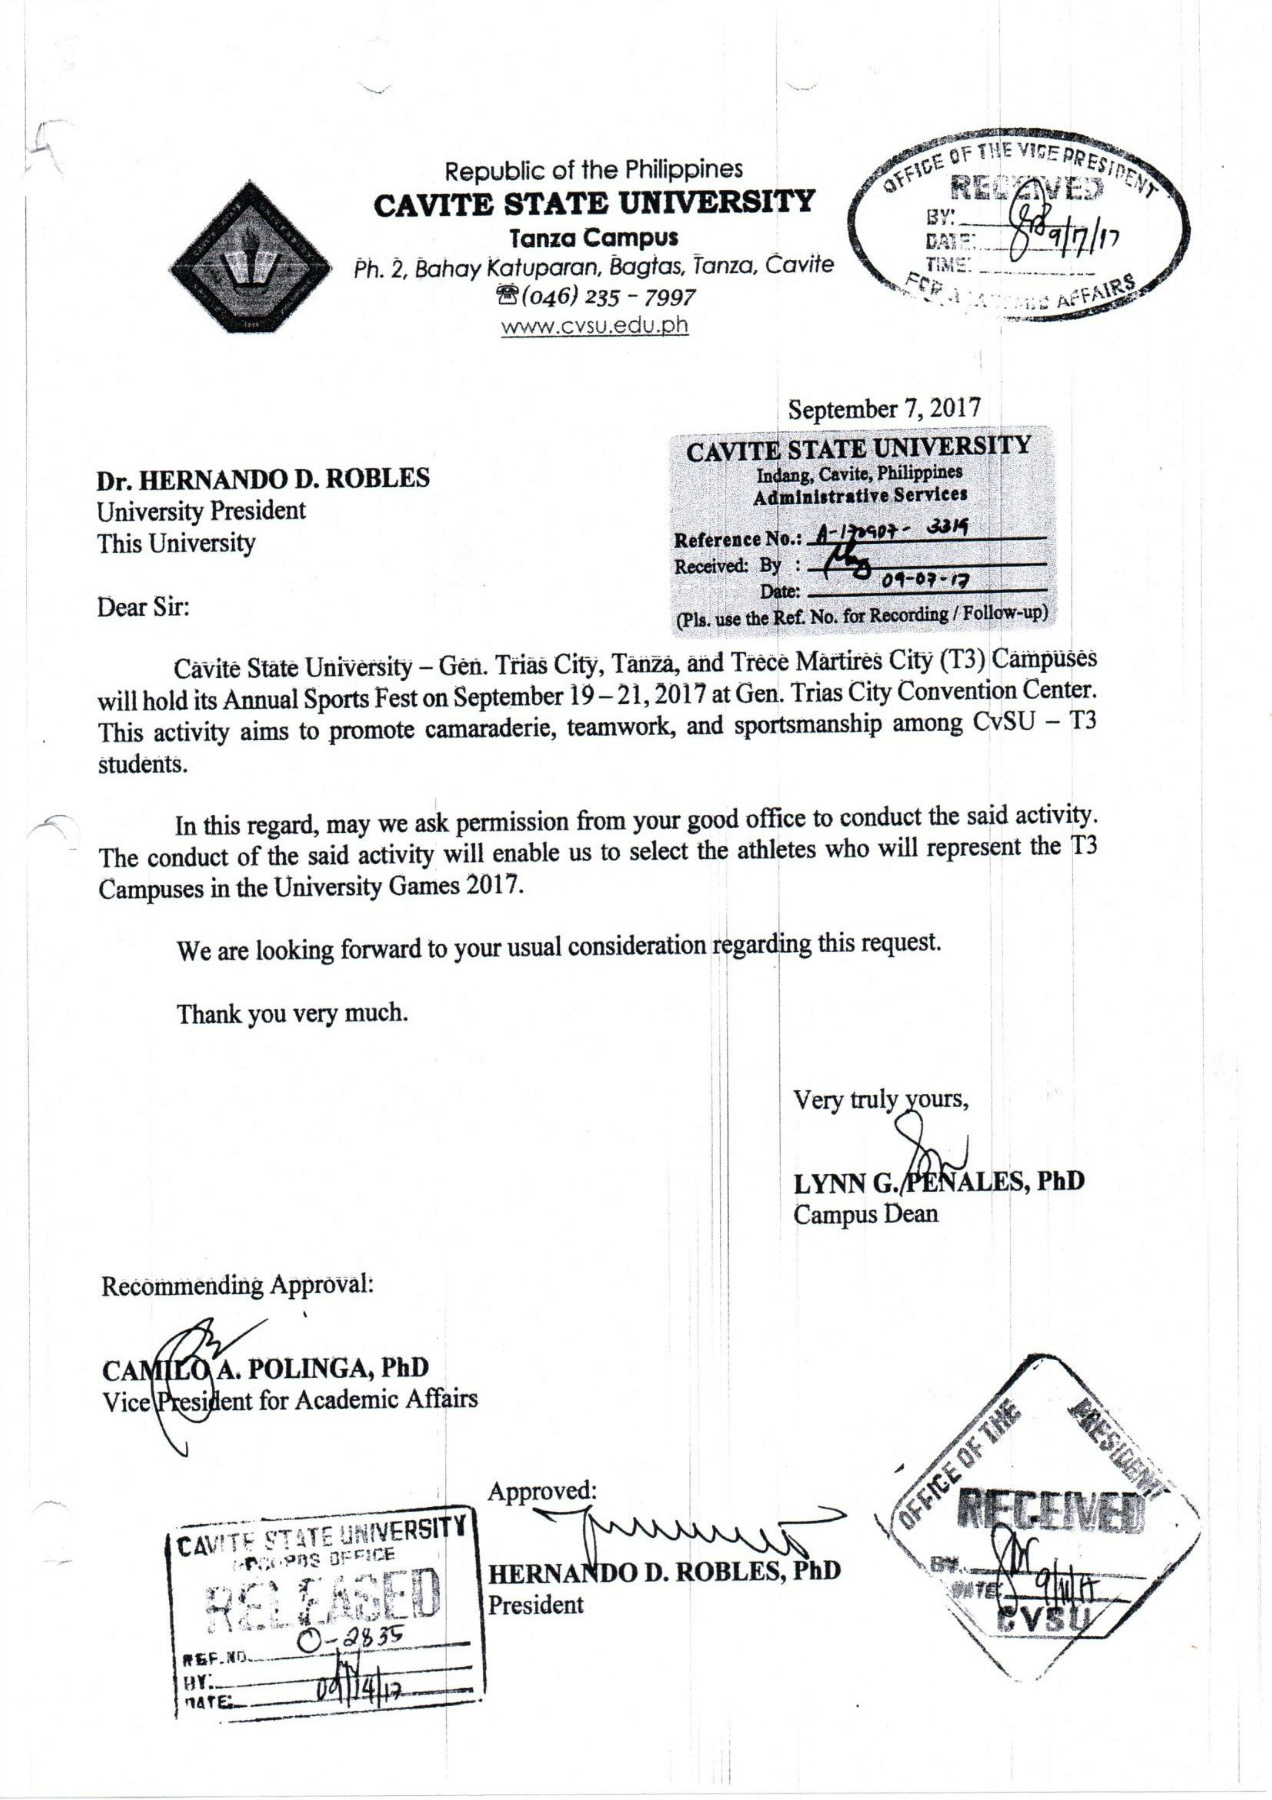 Republic of the Philippines
CAVITE STATE UNIVERSITY
Tanza Campus
Ph. 2, Bahay Katuparan, Bagtas, Tanza, Cavite
☎(046) 235 - 7997
www.cvsu.edu.ph
OFFICE OF THE VICE PRESIDENT
RECEIVED
BY:
DATE: 9/7/17
TIME:
FOR ACADEMIC AFFAIRS
September 7, 2017
CAVITE STATE UNIVERSITY
Indang, Cavite, Philippines
Administrative Services
Reference No.: A-170907- 3319
Received: By :
Date: 09-07-17
(Pls. use the Ref. No. for Recording / Follow-up)
Dr. HERNANDO D. ROBLES
University President
This University
Dear Sir:
Cavite State University – Gen. Trias City, Tanza, and Trece Martires City (T3) Campuses
will hold its Annual Sports Fest on September 19 – 21, 2017 at Gen. Trias City Convention Center.
This activity aims to promote camaraderie, teamwork, and sportsmanship among CvSU – T3
students.
In this regard, may we ask permission from your good office to conduct the said activity.
The conduct of the said activity will enable us to select the athletes who will represent the T3
Campuses in the University Games 2017.
We are looking forward to your usual consideration regarding this request.
Thank you very much.
Very truly yours,
LYNN G. PEÑALES, PhD
Campus Dean
Recommending Approval:
CAMILO A. POLINGA, PhD
Vice President for Academic Affairs
Approved:
HERNANDO D. ROBLES, PhD
President
CAVITE STATE UNIVERSITY
RECORDS OFFICE
RELEASED
REF. NO. O-2835
BY:
DATE: 09/14/17
OFFICE OF THE PRESIDENT
RECEIVED
BY:
DATE: 9/11/17
CVSU